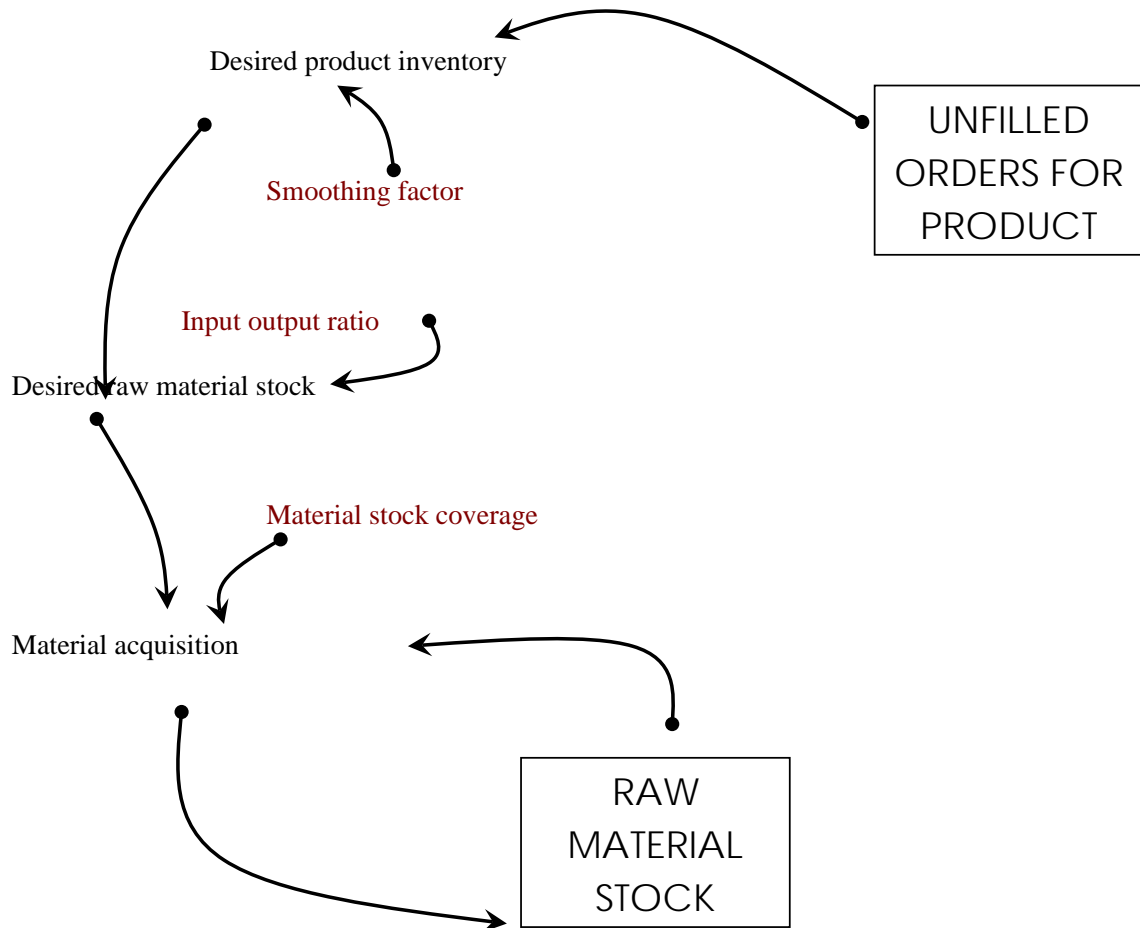 Desired product inventory
UNFILLED
ORDERS FOR
PRODUCT
Smoothing factor
Input output ratio
Desired raw material stock
Material stock coverage
Material acquisition
RAW
MATERIAL
STOCK